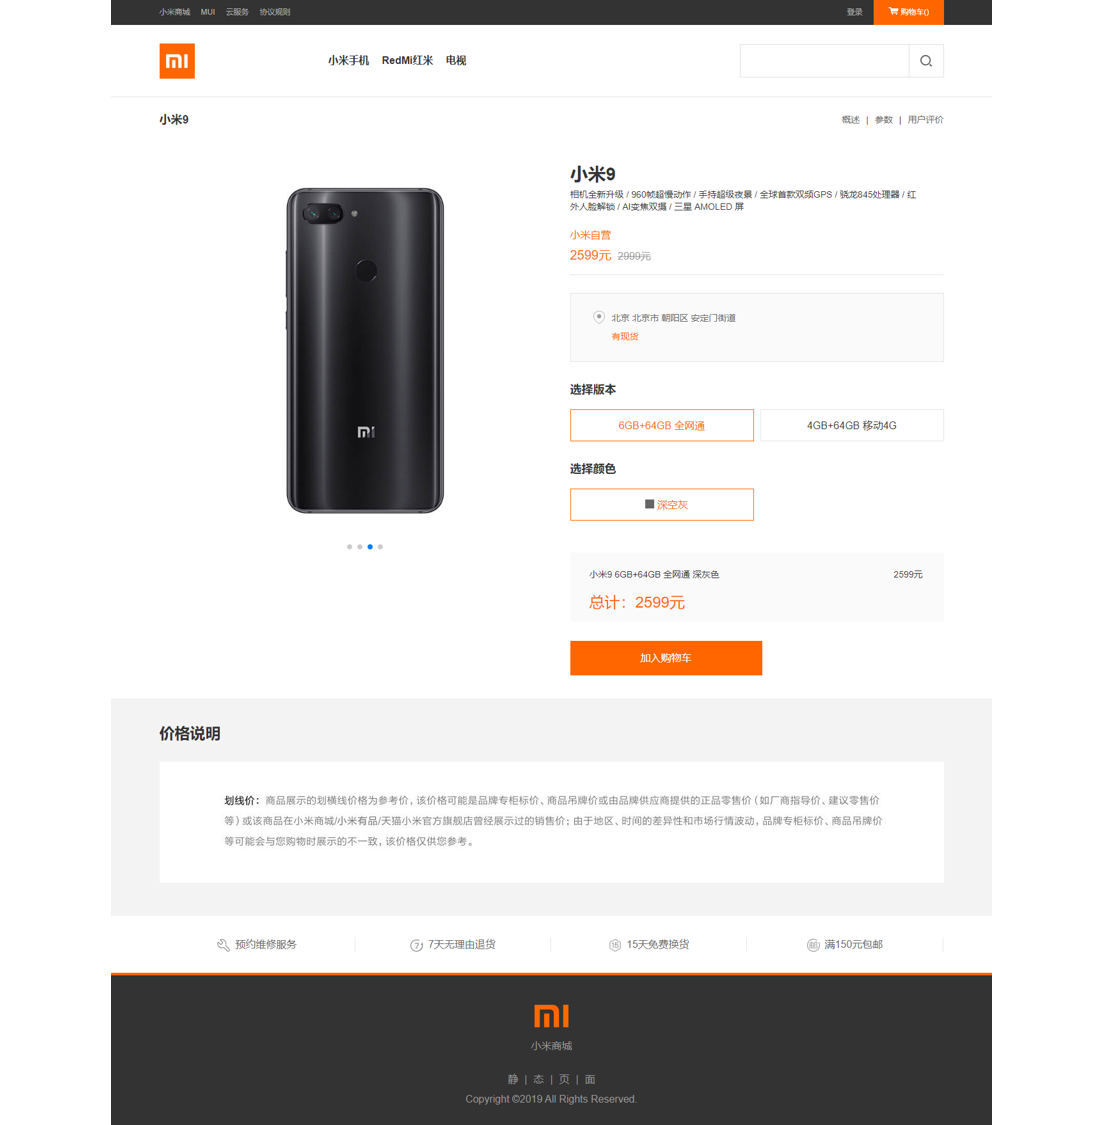 小米商城 MUI 云服务 协议规则
登录 购物车()
小米手机 RedMi红米 电视
小米9
概述 | 参数 | 用户评价
小米9
相机全新升级 / 960帧超慢动作 / 手持超级夜景 / 全球首款双频GPS / 骁龙845处理器 / 红
外人脸解锁 / AI变焦双摄 / 三星 AMOLED 屏
小米自营
2599元 2999元
北京 北京市 朝阳区 安定门街道
有现货
选择版本
6GB+64GB 全网通 4GB+64GB 移动4G
选择颜色
深空灰
小米9 6GB+64GB 全网通 深灰色 2599元
总计：2599元
加入购物车
价格说明
划线价：商品展示的划横线价格为参考价，该价格可能是品牌专柜标价、商品吊牌价或由品牌供应商提供的正品零售价（如厂商指导价、建议零售价
等）或该商品在小米商城/小米有品/天猫小米官方旗舰店曾经展示过的销售价；由于地区、时间的差异性和市场行情波动，品牌专柜标价、商品吊牌价
等可能会与您购物时展示的不一致，该价格仅供您参考。
预约维修服务 7天无理由退货 15天免费换货 满150元包邮
小米商城
静 | 态 | 页 | 面
Copyright ©2019 All Rights Reserved.